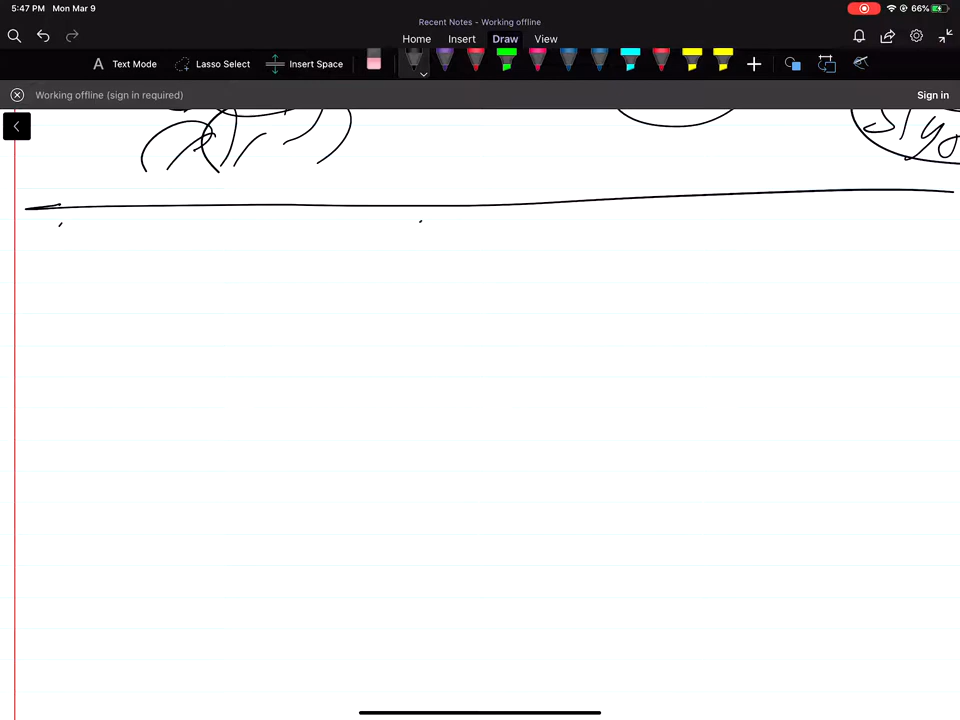 5:47 PM Mon Mar 9 66%
Recent Notes - Working offline
Home Insert Draw View
A Text Mode Lasso Select Insert Space
Working offline (sign in required) Sign in